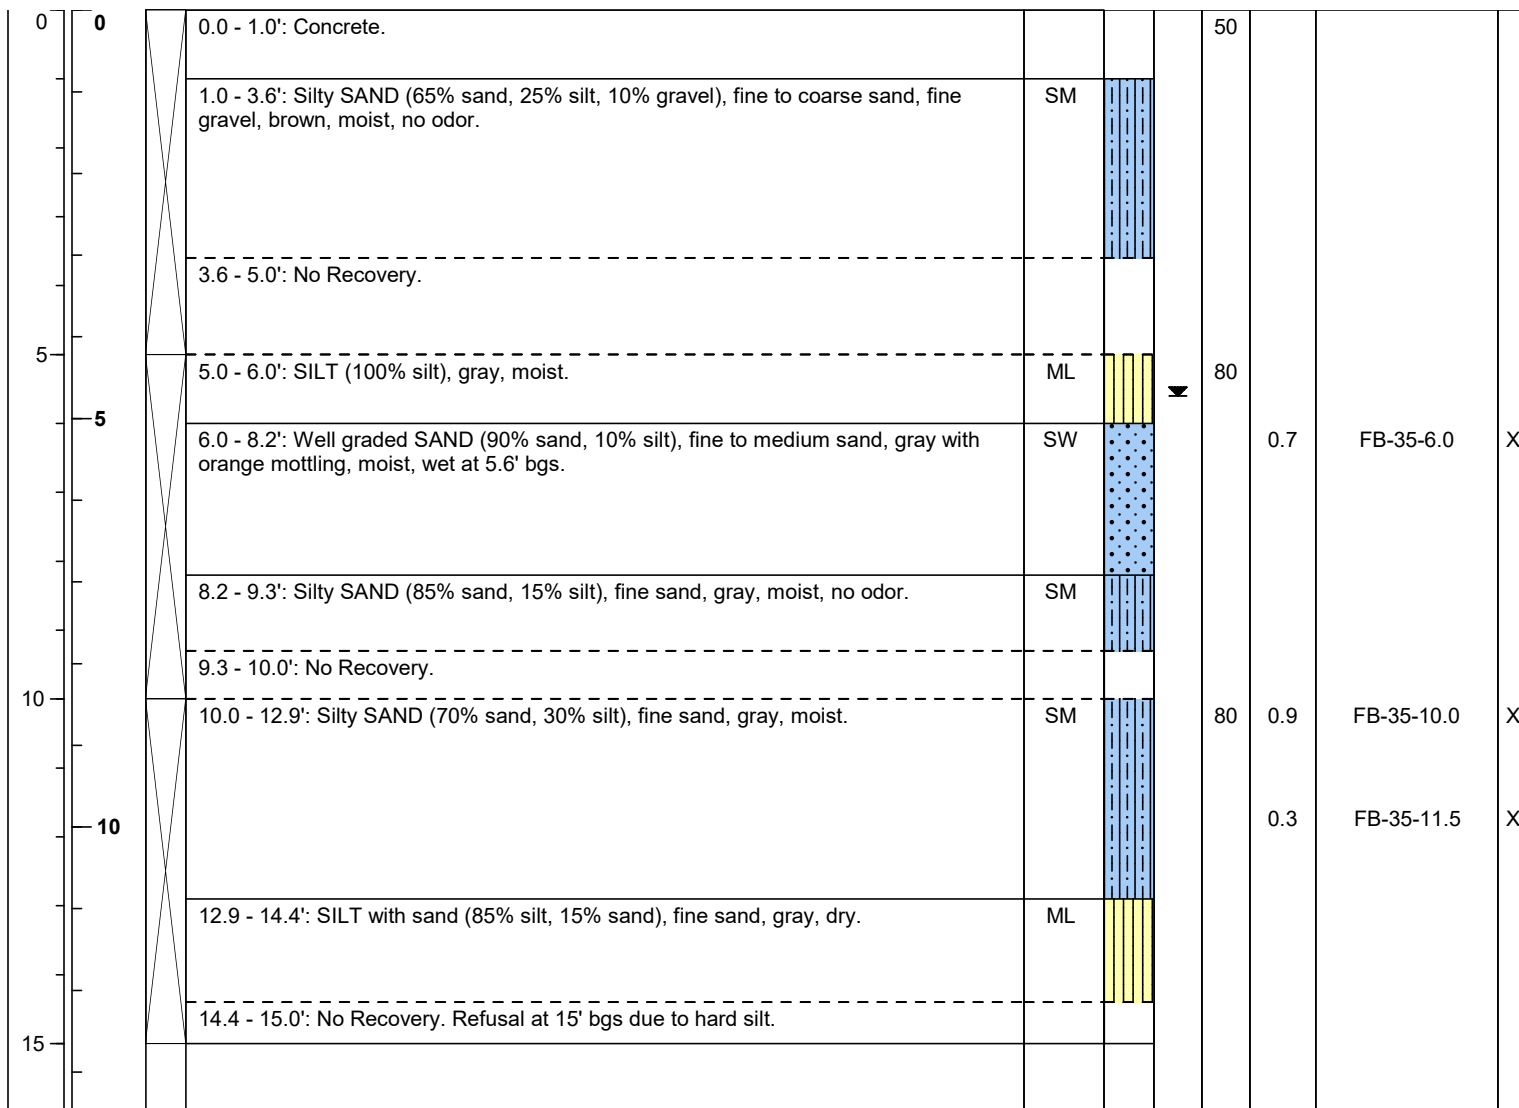 0 0 0.0 - 1.0': Concrete. 50
1.0 - 3.6': Silty SAND (65% sand, 25% silt, 10% gravel), fine to coarse sand, fine SM
gravel, brown, moist, no odor.
3.6 - 5.0': No Recovery.
5
5.0 - 6.0': SILT (100% silt), gray, moist. ML 80
5
6.0 - 8.2': Well graded SAND (90% sand, 10% silt), fine to medium sand, gray with SW 0.7 FB-35-6.0 X
orange mottling, moist, wet at 5.6' bgs.
8.2 - 9.3': Silty SAND (85% sand, 15% silt), fine sand, gray, moist, no odor. SM
9.3 - 10.0': No Recovery.
10
10.0 - 12.9': Silty SAND (70% sand, 30% silt), fine sand, gray, moist. SM 80 0.9 FB-35-10.0 X
10 0.3 FB-35-11.5 X
12.9 - 14.4': SILT with sand (85% silt, 15% sand), fine sand, gray, dry. ML
14.4 - 15.0': No Recovery. Refusal at 15' bgs due to hard silt.
15